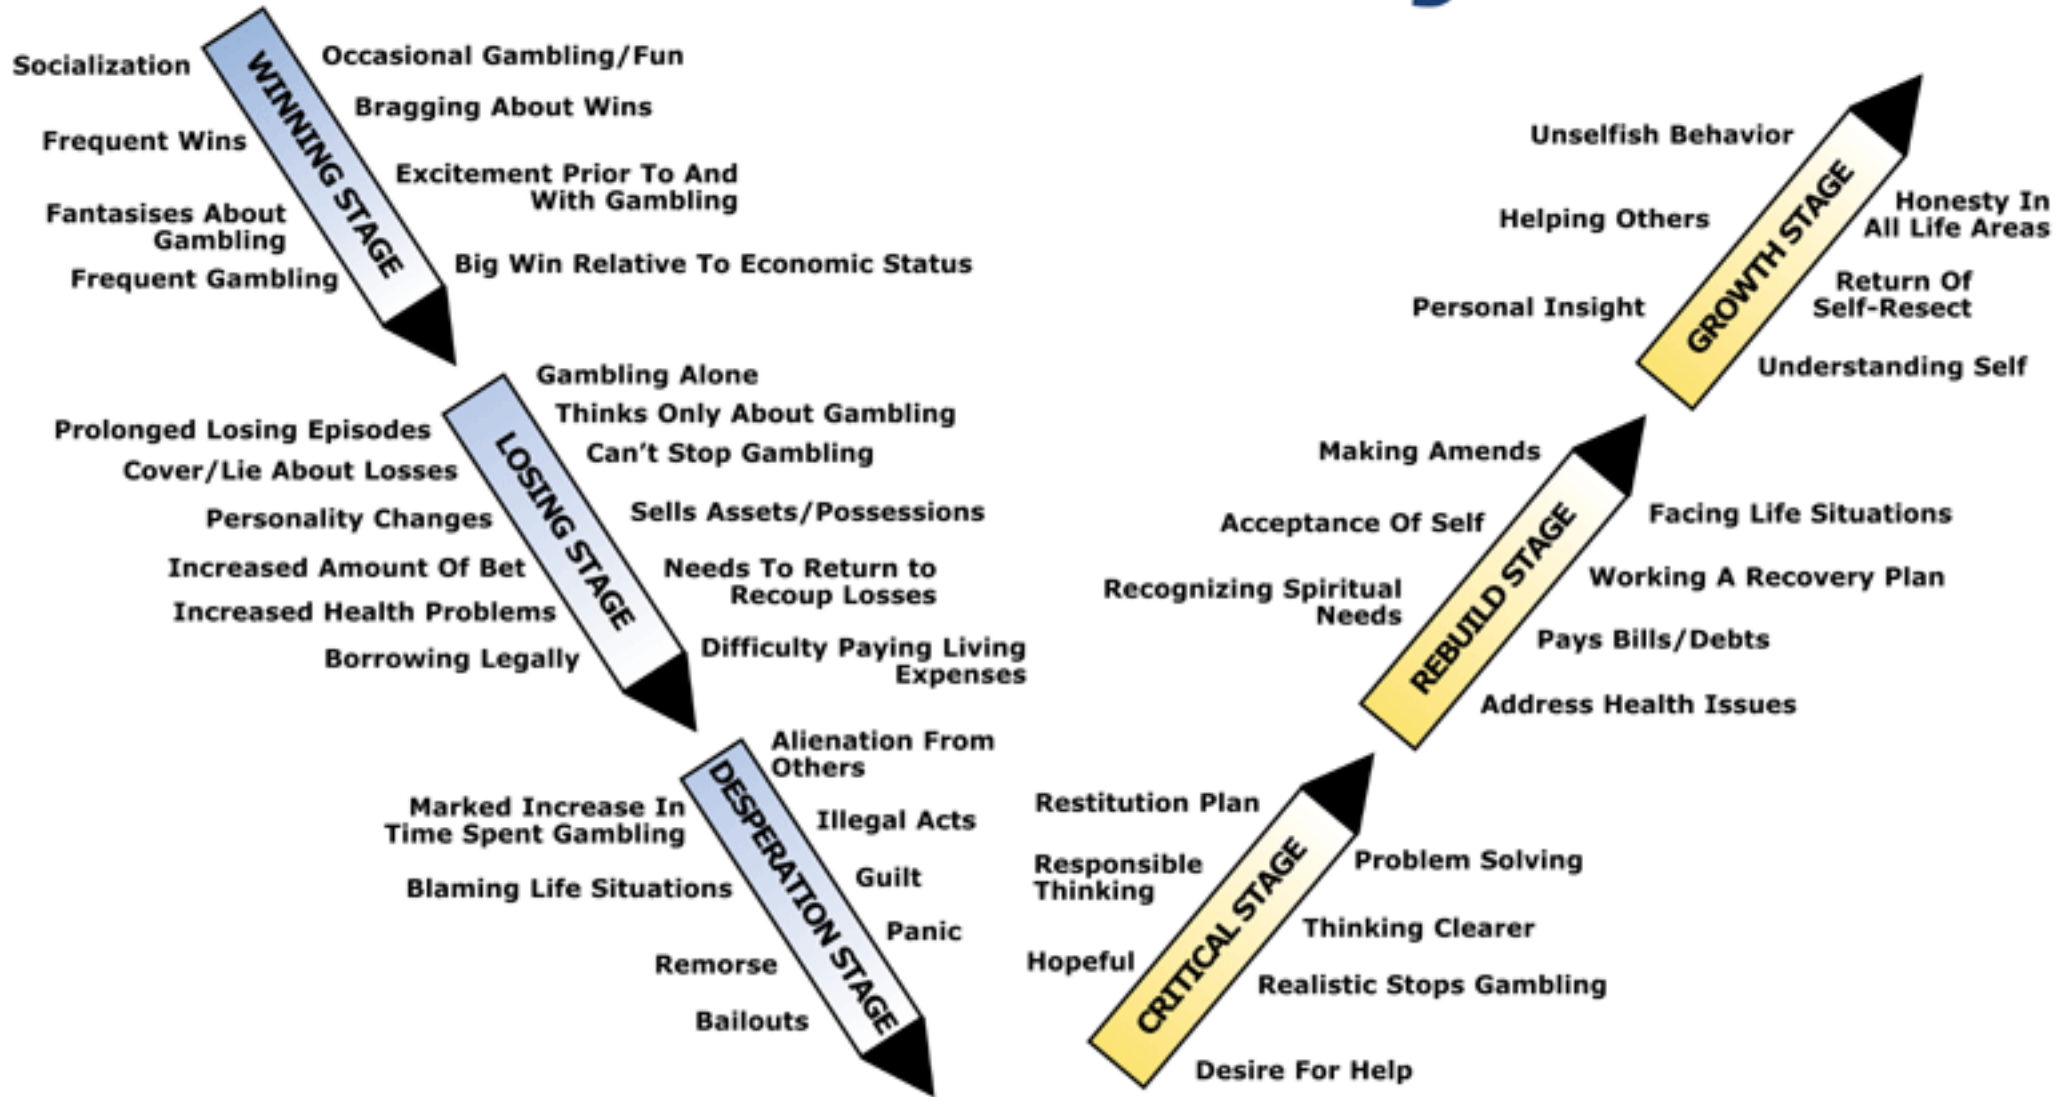 WINNING STAGE
Socialization
Frequent Wins
Fantasises About
Gambling
Frequent Gambling
Occasional Gambling/Fun
Bragging About Wins
Excitement Prior To And
With Gambling
Big Win Relative To Economic Status
LOSING STAGE
Prolonged Losing Episodes
Cover/Lie About Losses
Personality Changes
Increased Amount Of Bet
Increased Health Problems
Borrowing Legally
Gambling Alone
Thinks Only About Gambling
Can't Stop Gambling
Sells Assets/Possessions
Needs To Return to
Recoup Losses
Difficulty Paying Living
Expenses
DESPERATION STAGE
Marked Increase In
Time Spent Gambling
Blaming Life Situations
Remorse
Bailouts
Alienation From
Others
Illegal Acts
Guilt
Panic
CRITICAL STAGE
Restitution Plan
Responsible
Thinking
Hopeful
Problem Solving
Thinking Clearer
Realistic Stops Gambling
Desire For Help
REBUILD STAGE
Making Amends
Acceptance Of Self
Recognizing Spiritual
Needs
Facing Life Situations
Working A Recovery Plan
Pays Bills/Debts
Address Health Issues
GROWTH STAGE
Unselfish Behavior
Helping Others
Personal Insight
Honesty In
All Life Areas
Return Of
Self-Resect
Understanding Self